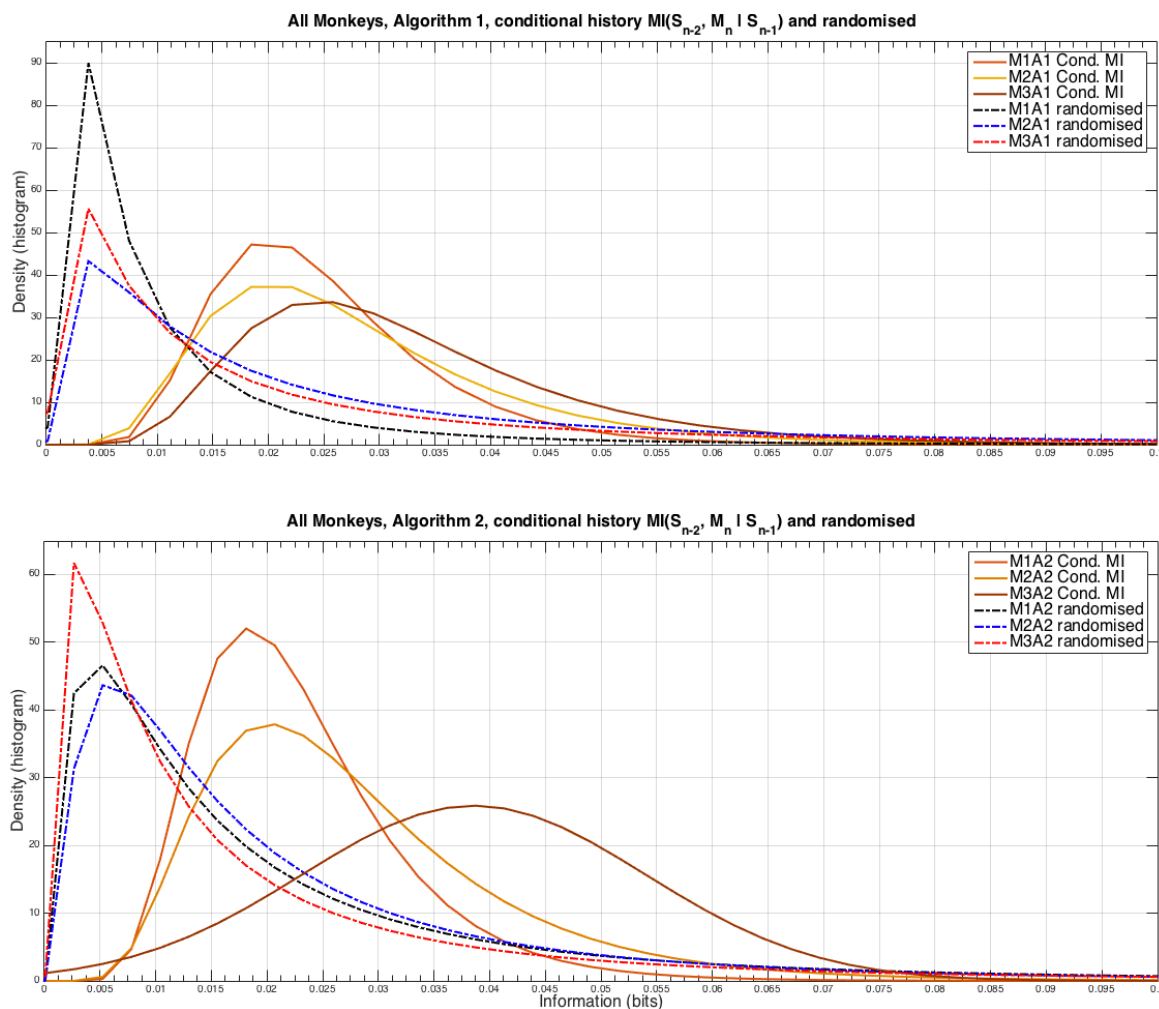 All Monkeys, Algorithm 1, conditional history MI(S_{n-2}, M_n | S_{n-1}) and randomised
M1A1 Cond. MI
M2A1 Cond. MI
M3A1 Cond. MI
M1A1 randomised
M2A1 randomised
M3A1 randomised
Density (histogram)
90
80
70
60
50
40
30
20
10
0
0 0.005 0.01 0.015 0.02 0.025 0.03 0.035 0.04 0.045 0.05 0.055 0.06 0.065 0.07 0.075 0.08 0.085 0.09 0.095 0.
All Monkeys, Algorithm 2, conditional history MI(S_{n-2}, M_n | S_{n-1}) and randomised
M1A2 Cond. MI
M2A2 Cond. MI
M3A2 Cond. MI
M1A2 randomised
M2A2 randomised
M3A2 randomised
Density (histogram)
60
50
40
30
20
10
0
0 0.005 0.01 0.015 0.02 0.025 0.03 0.035 0.04 0.045 0.05 0.055 0.06 0.065 0.07 0.075 0.08 0.085 0.09 0.095 0.
Information (bits)